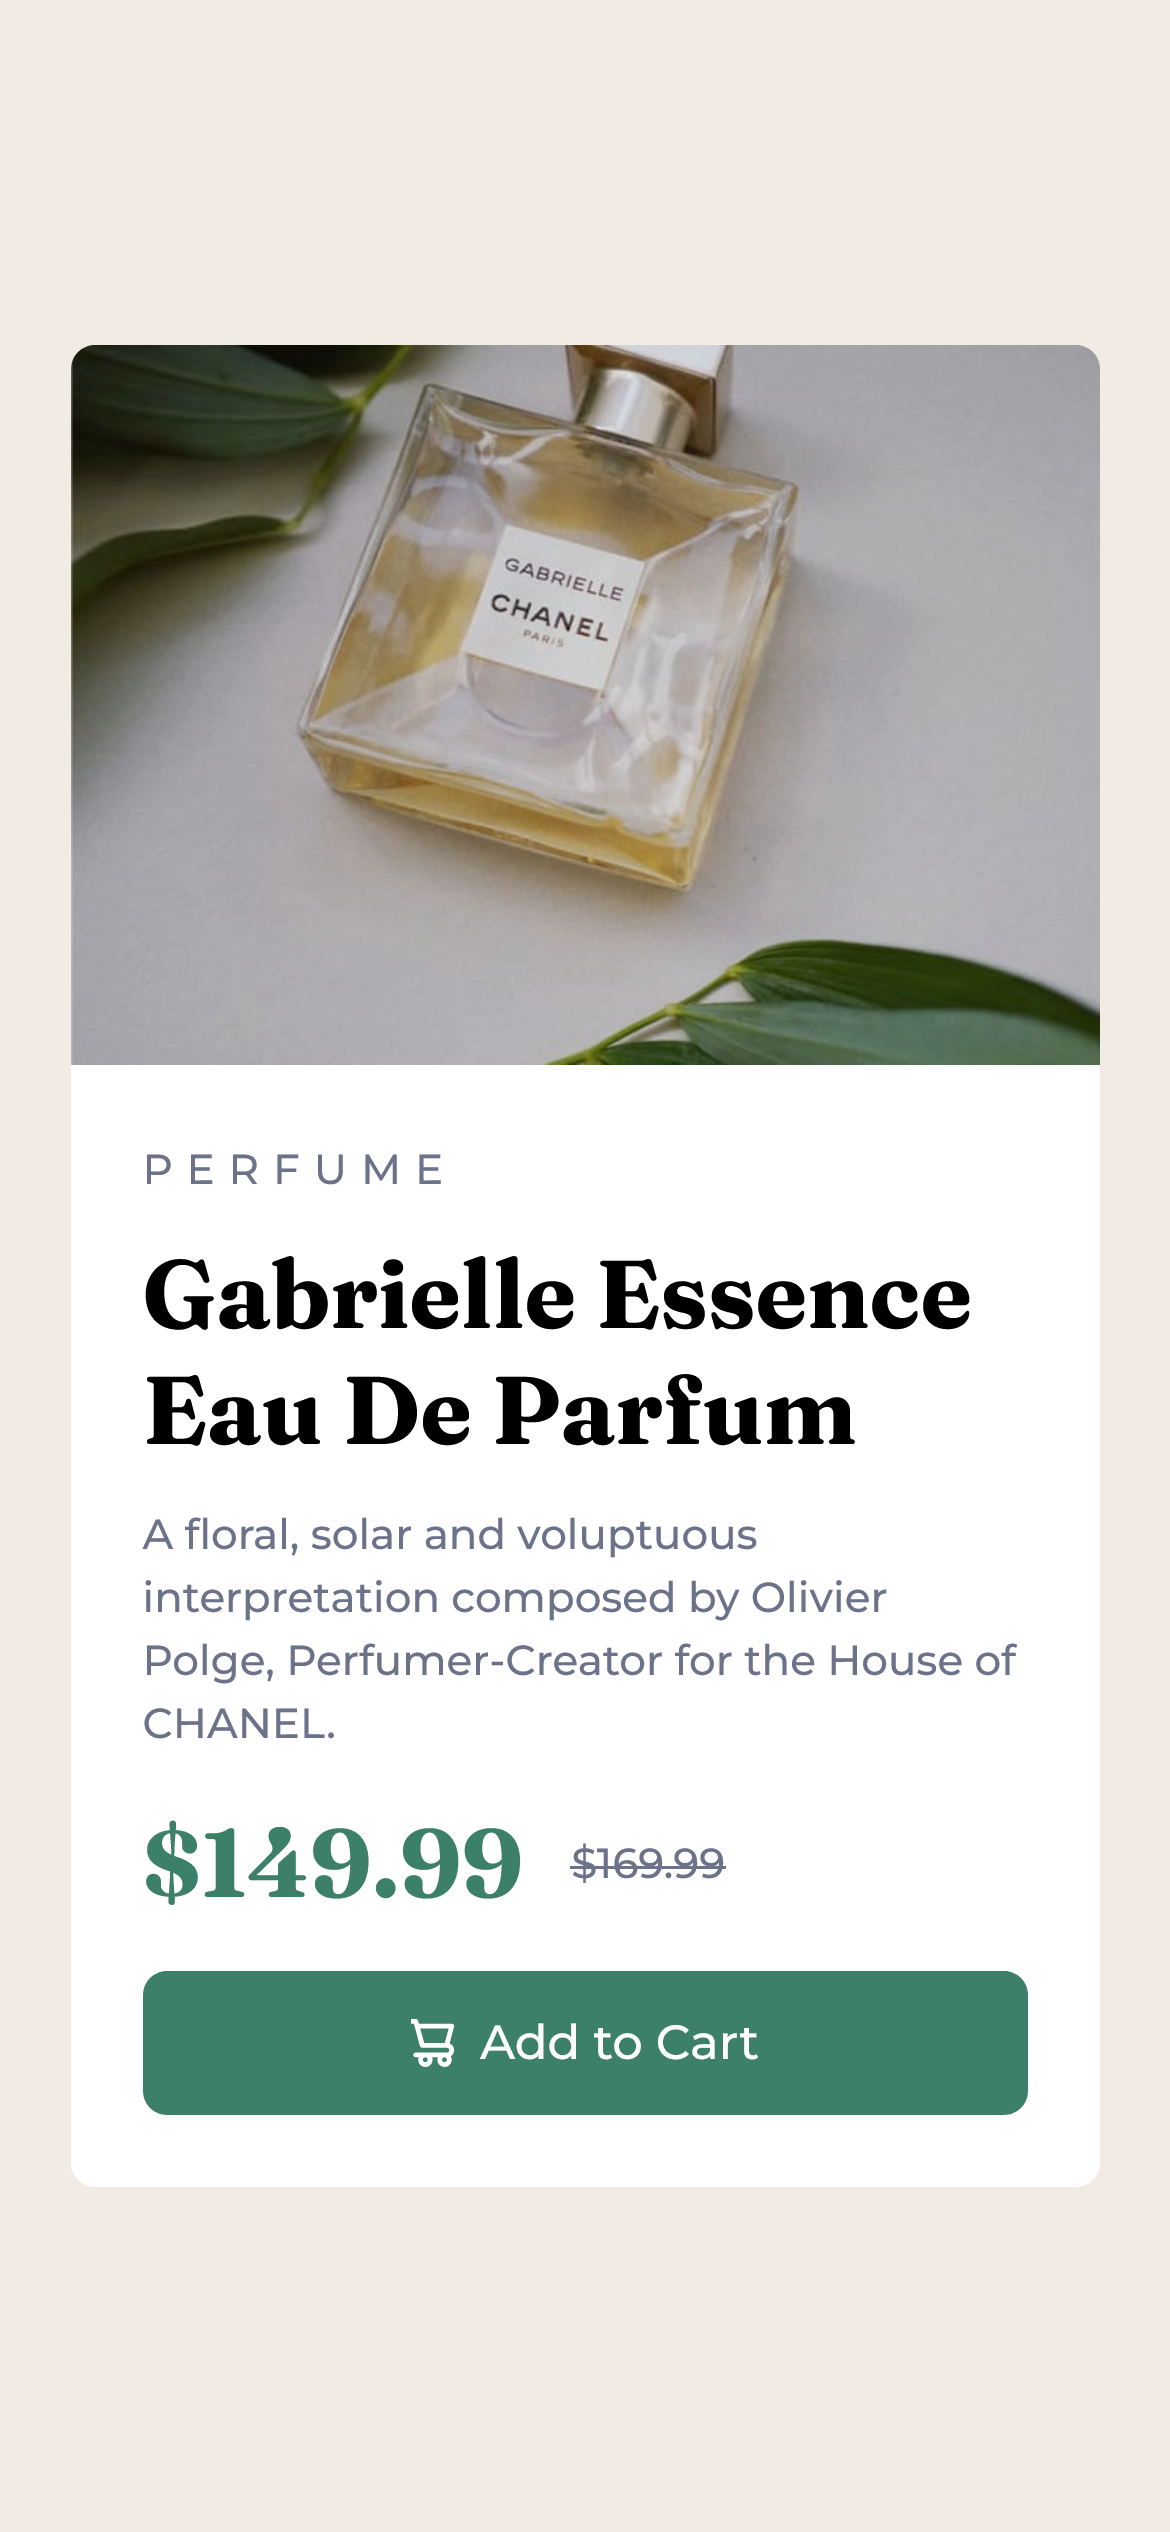 GABRIELLE
CHANEL
PARIS
PERFUME
Gabrielle Essence
Eau De Parfum
A floral, solar and voluptuous
interpretation composed by Olivier
Polge, Perfumer-Creator for the House of
CHANEL.
$149.99 $169.99
Add to Cart